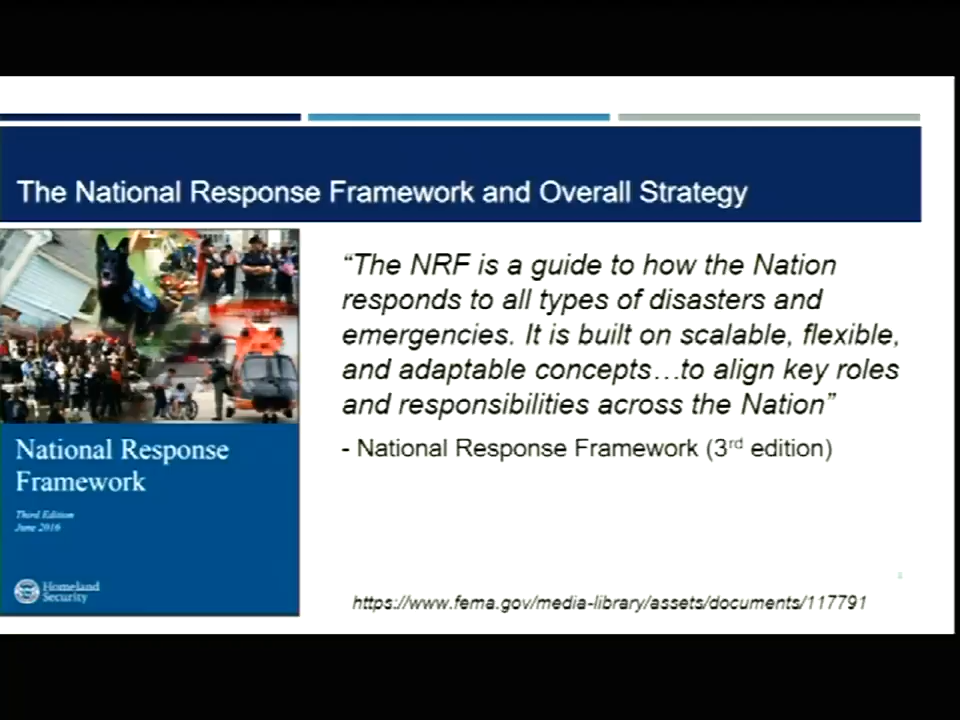 The National Response Framework and Overall Strategy
“The NRF is a guide to how the Nation
responds to all types of disasters and
emergencies. It is built on scalable, flexible,
and adaptable concepts…to align key roles
and responsibilities across the Nation”
- National Response Framework (3rd edition)
National Response
Framework
Third Edition
June 2016
Homeland
Security
https://www.fema.gov/media-library/assets/documents/117791